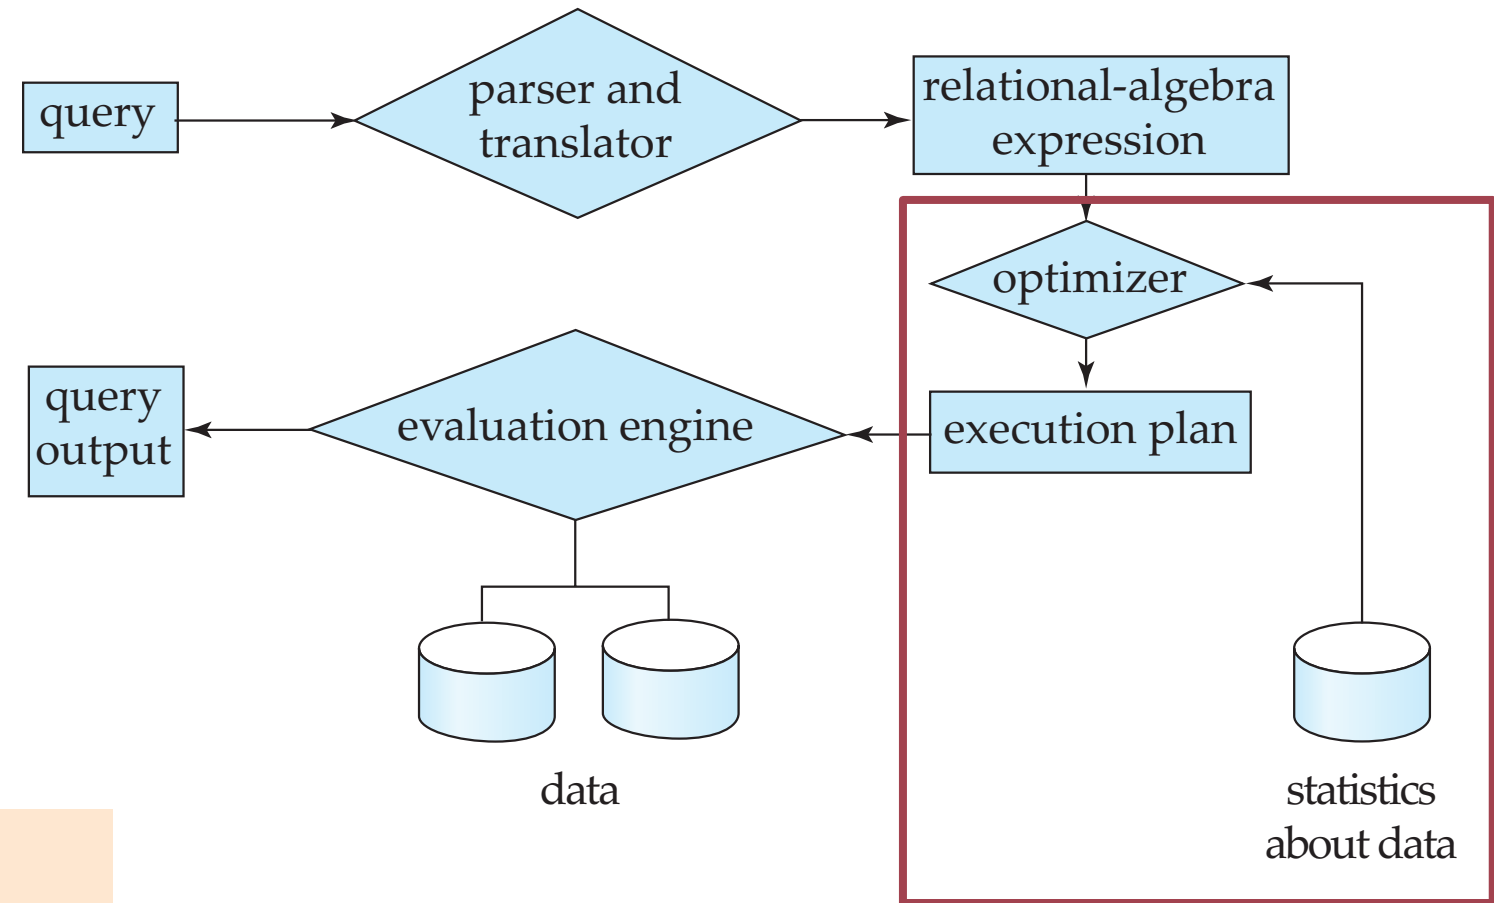 query
parser and
translator
relational-algebra
expression
optimizer
query
output
evaluation engine
execution plan
data
statistics
about data